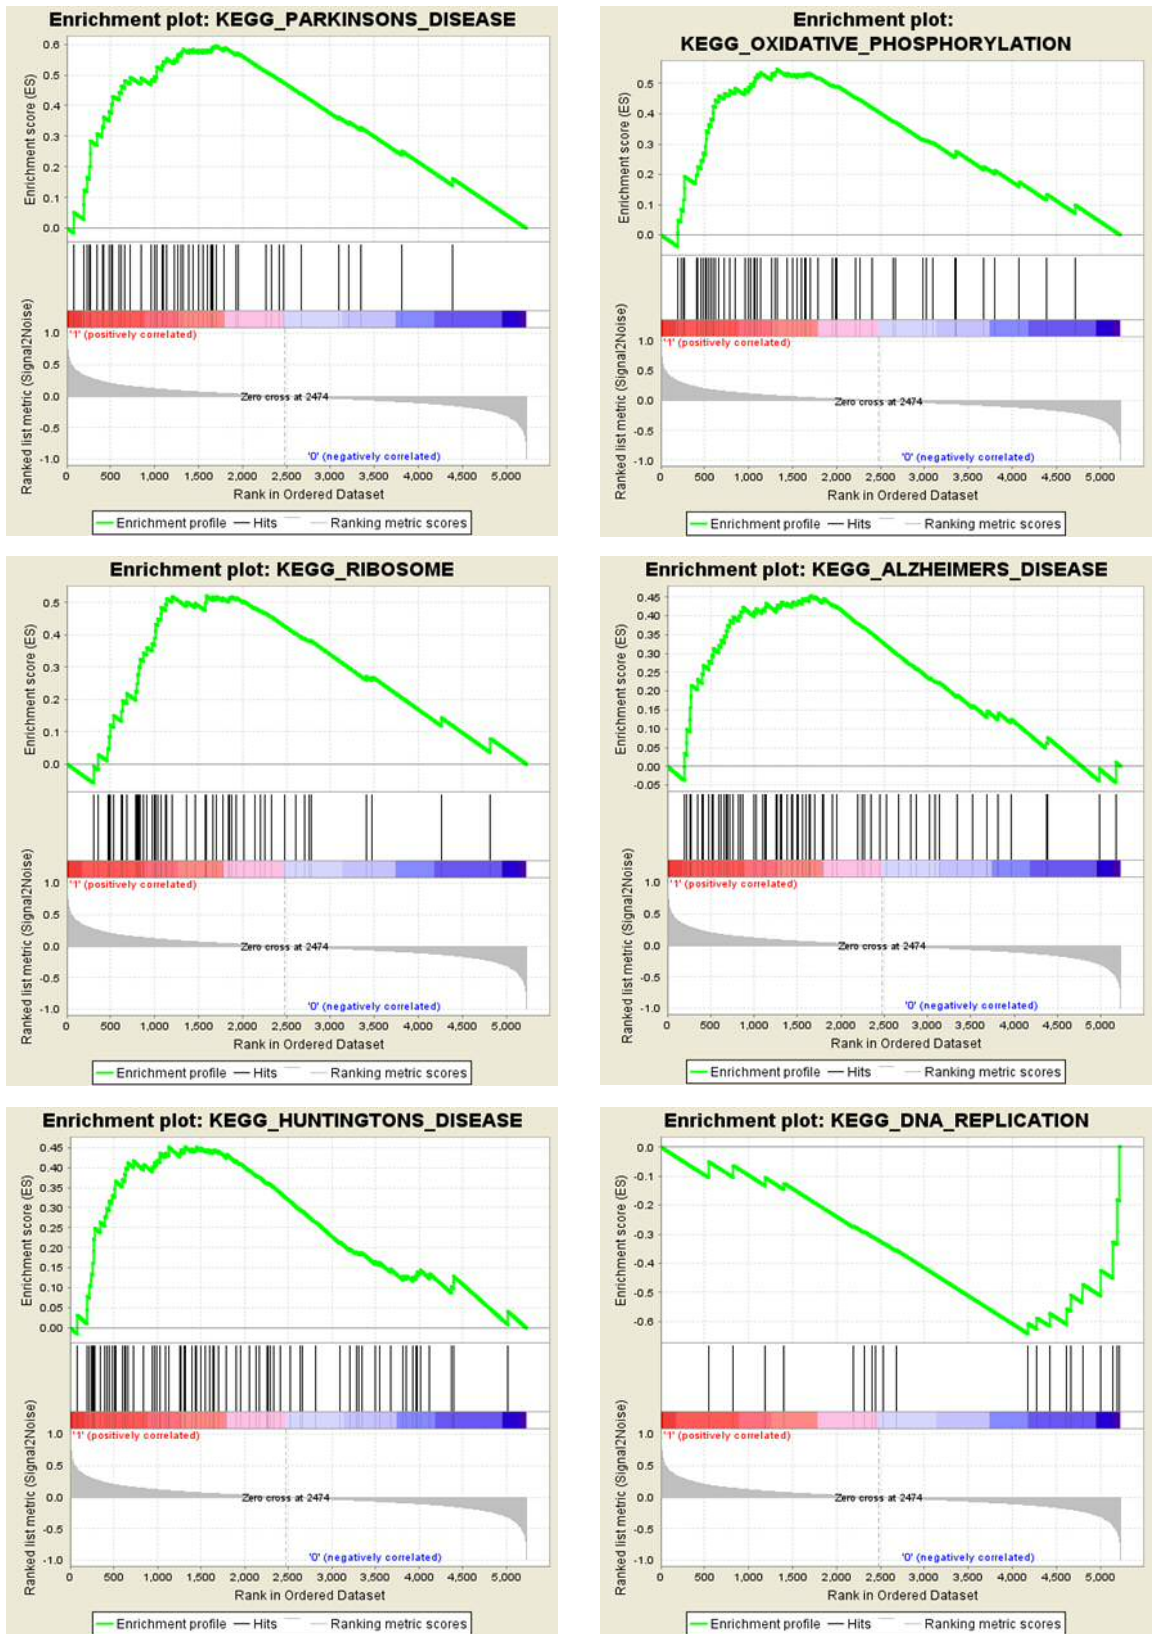 Enrichment plot: KEGG_PARKINSONS_DISEASE
Enrichment score (ES)
0.6
0.5
0.4
0.3
0.2
0.1
0.0
Ranked list metric (Signal2Noise)
1.0
0.5
0.0
-0.5
-1.0
'1' (positively correlated)
Zero cross at 2474
'0' (negatively correlated)
0 500 1,000 1,500 2,000 2,500 3,000 3,500 4,000 4,500 5,000
Rank in Ordered Dataset
Enrichment profile Hits Ranking metric scores
Enrichment plot:
KEGG_OXIDATIVE_PHOSPHORYLATION
Enrichment score (ES)
0.5
0.4
0.3
0.2
0.1
0.0
Ranked list metric (Signal2Noise)
1.0
0.5
0.0
-0.5
-1.0
'1' (positively correlated)
Zero cross at 2474
'0' (negatively correlated)
0 500 1,000 1,500 2,000 2,500 3,000 3,500 4,000 4,500 5,000
Rank in Ordered Dataset
Enrichment profile Hits Ranking metric scores
Enrichment plot: KEGG_RIBOSOME
Enrichment score (ES)
0.5
0.4
0.3
0.2
0.1
0.0
Ranked list metric (Signal2Noise)
1.0
0.5
0.0
-0.5
-1.0
'1' (positively correlated)
Zero cross at 2474
'0' (negatively correlated)
0 500 1,000 1,500 2,000 2,500 3,000 3,500 4,000 4,500 5,000
Rank in Ordered Dataset
Enrichment profile Hits Ranking metric scores
Enrichment plot: KEGG_ALZHEIMERS_DISEASE
Enrichment score (ES)
0.45
0.40
0.35
0.30
0.25
0.20
0.15
0.10
0.05
0.00
-0.05
Ranked list metric (Signal2Noise)
1.0
0.5
0.0
-0.5
-1.0
'1' (positively correlated)
Zero cross at 2474
'0' (negatively correlated)
0 500 1,000 1,500 2,000 2,500 3,000 3,500 4,000 4,500 5,000
Rank in Ordered Dataset
Enrichment profile Hits Ranking metric scores
Enrichment plot: KEGG_HUNTINGTONS_DISEASE
Enrichment score (ES)
0.45
0.40
0.35
0.30
0.25
0.20
0.15
0.10
0.05
0.00
Ranked list metric (Signal2Noise)
1.0
0.5
0.0
-0.5
-1.0
'1' (positively correlated)
Zero cross at 2474
'0' (negatively correlated)
0 500 1,000 1,500 2,000 2,500 3,000 3,500 4,000 4,500 5,000
Rank in Ordered Dataset
Enrichment profile Hits Ranking metric scores
Enrichment plot: KEGG_DNA_REPLICATION
Enrichment score (ES)
0.0
-0.1
-0.2
-0.3
-0.4
-0.5
-0.6
Ranked list metric (Signal2Noise)
1.0
0.5
0.0
-0.5
-1.0
'1' (positively correlated)
Zero cross at 2474
'0' (negatively correlated)
0 500 1,000 1,500 2,000 2,500 3,000 3,500 4,000 4,500 5,000
Rank in Ordered Dataset
Enrichment profile Hits Ranking metric scores